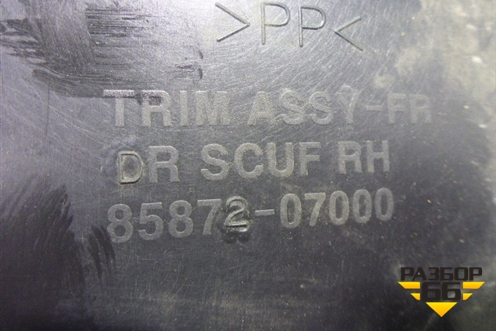 >PP<
TRIM ASSY-FR
DR SCUF RH
85872-07000
РАЗБОР
66